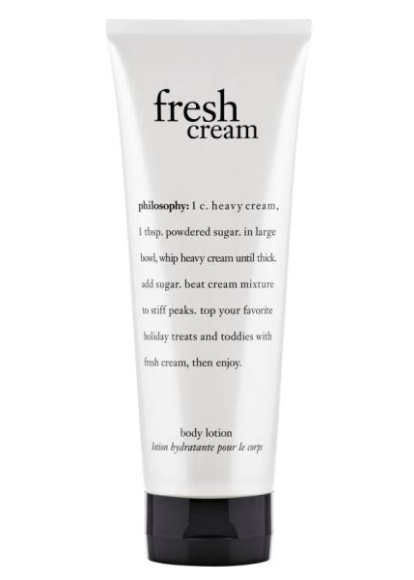 fresh
cream
philosophy: 1 c. heavy cream,
1 tbsp. powdered sugar. in large
bowl, whip heavy cream until thick.
add sugar. beat cream mixture
to stiff peaks. top your favorite
holiday treats and toddies with
fresh cream, then enjoy.
body lotion
lotion hydratante pour le corps